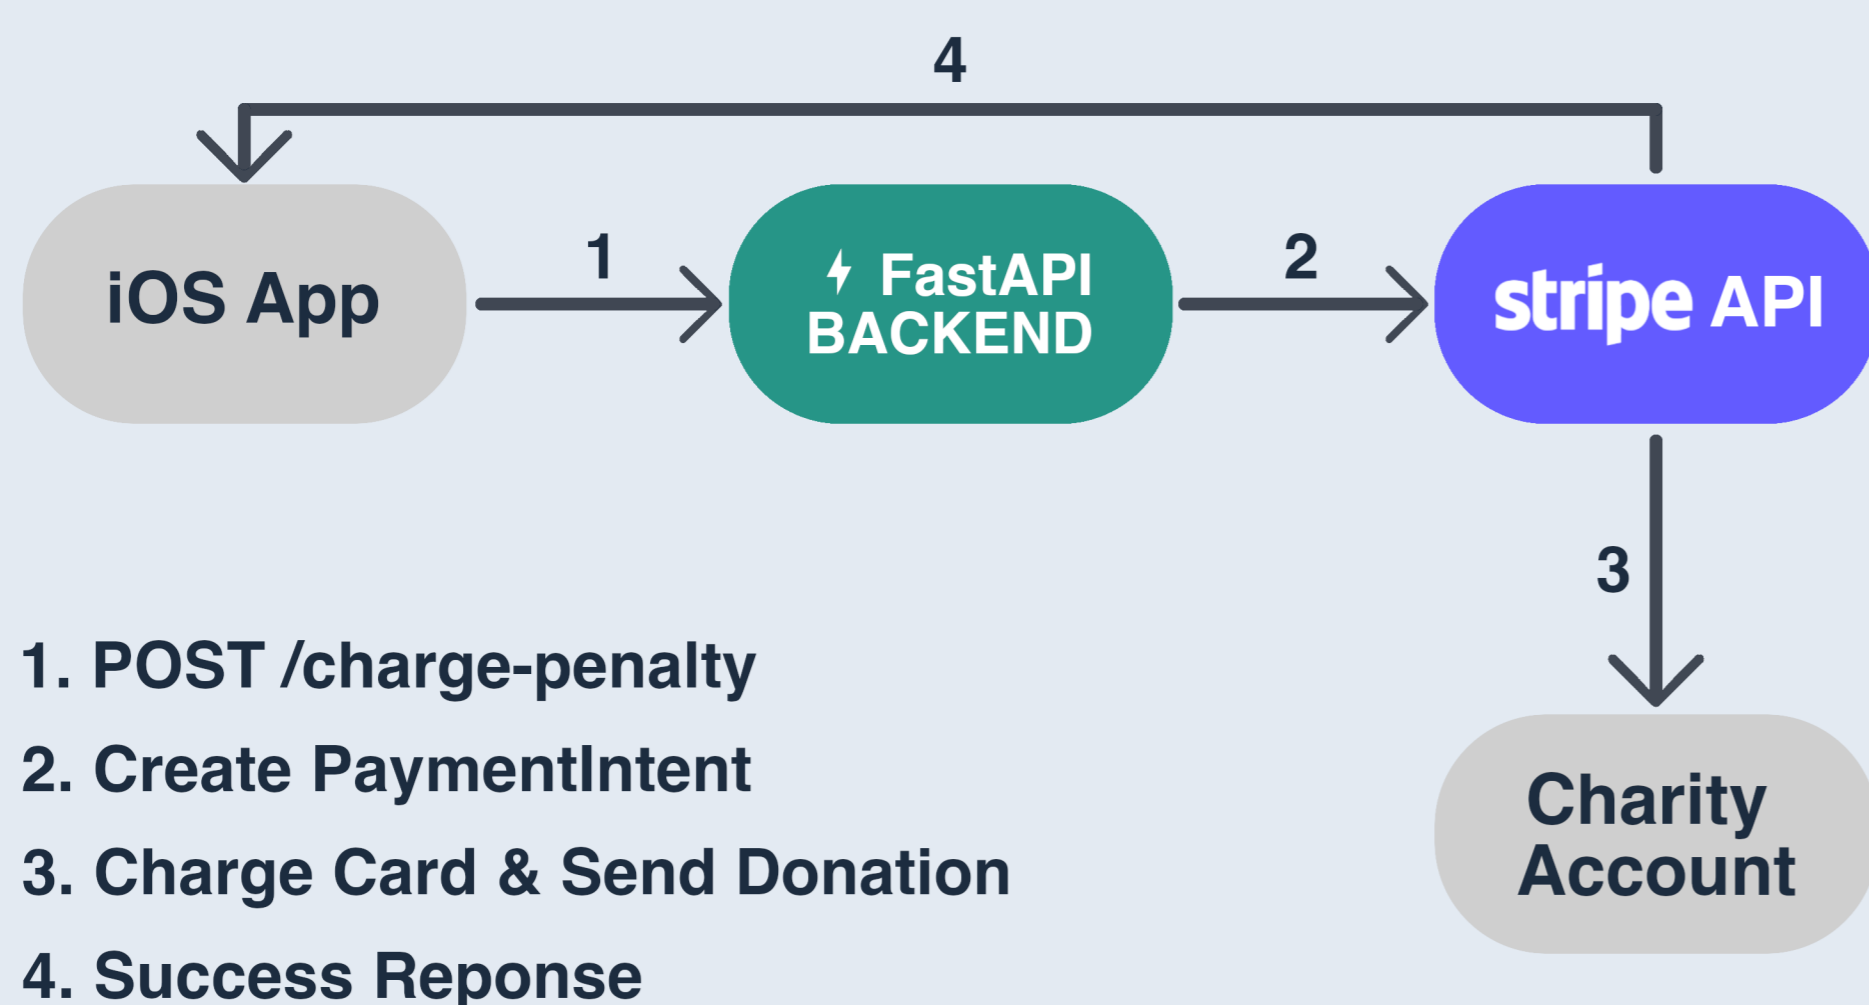 4
iOS App
1
FastAPI
BACKEND
2
stripe API
3
Charity
Account
1. POST /charge-penalty
2. Create PaymentIntent
3. Charge Card & Send Donation
4. Success Reponse